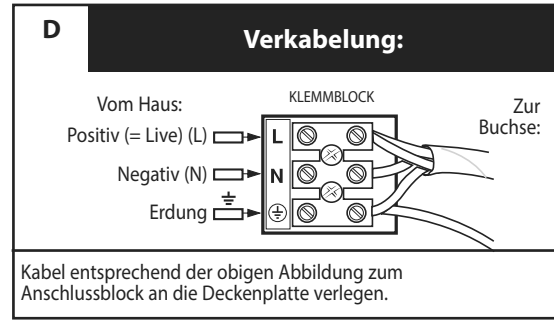 D
Verkabelung:
Vom Haus:
KLEMMBLOCK
Zur
Buchse:
Positiv (= Live) (L)
L
Negativ (N)
N
Erdung
Kabel entsprechend der obigen Abbildung zum
Anschlussblock an die Deckenplatte verlegen.